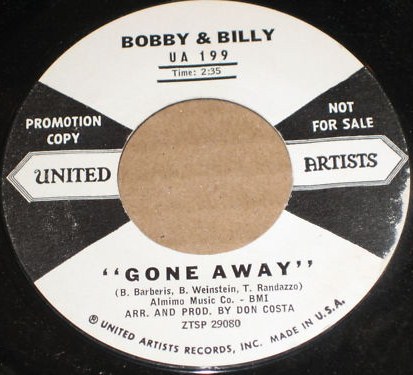 BOBBY & BILLY
UA 199
Time: 2:35
PROMOTION
COPY
NOT
FOR SALE
UNITED ARTISTS
"GONE AWAY"
(B. Barberis, B. Weinstein, T. Randazzo)
Almimo Music Co. - BMI
ARR. AND PROD. BY DON COSTA
ZTSP 29080
® UNITED ARTISTS RECORDS, INC. MADE IN U.S.A.